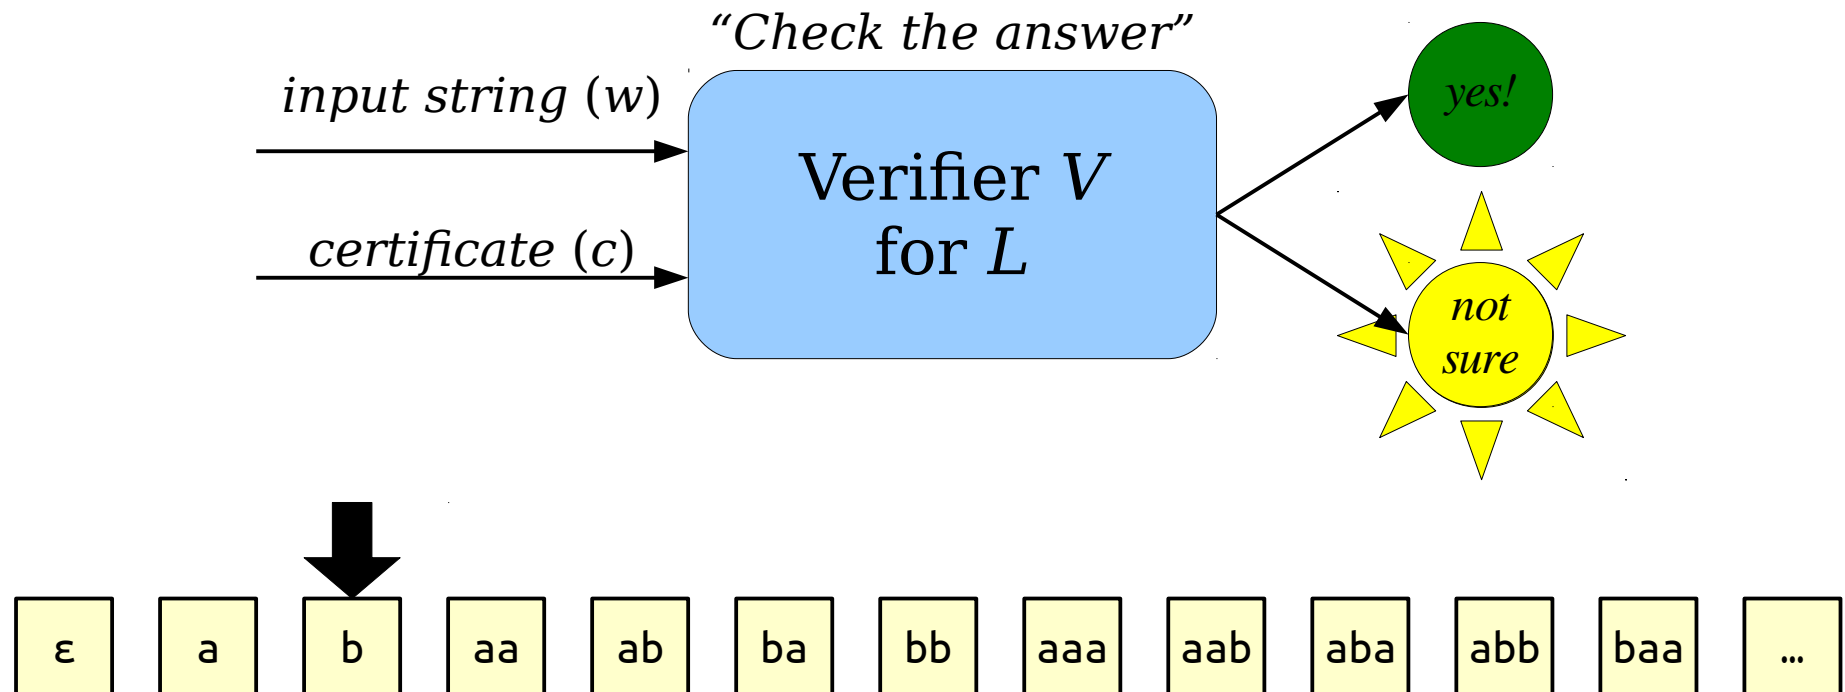 “Check the answer”
input string (w)
certificate (c)
Verifier V
for L
yes!
not
sure
ε a b aa ab ba bb aaa aab aba abb baa …